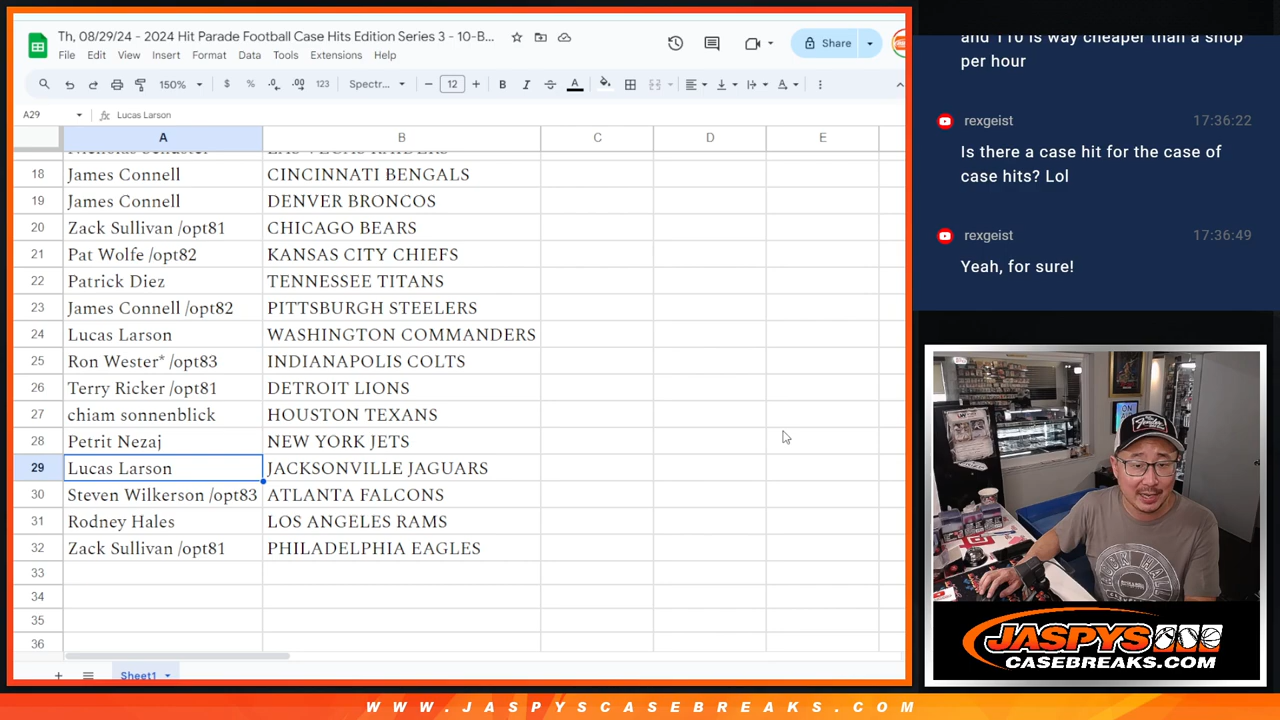 Th, 08/29/24 - 2024 Hit Parade Football Case Hits Edition Series 3 - 10-B...
File Edit View Insert Format Data Tools Extensions Help
Share
150% $ % .0 .00 123 Spectr... 12 B I A
A29 fx Lucas Larson
A B C D E
18 James Connell CINCINNATI BENGALS
19 James Connell DENVER BRONCOS
20 Zack Sullivan /opt81 CHICAGO BEARS
21 Pat Wolfe /opt82 KANSAS CITY CHIEFS
22 Patrick Diez TENNESSEE TITANS
23 James Connell /opt82 PITTSBURGH STEELERS
24 Lucas Larson WASHINGTON COMMANDERS
25 Ron Wester* /opt83 INDIANAPOLIS COLTS
26 Terry Ricker /opt81 DETROIT LIONS
27 chiam sonnenblick HOUSTON TEXANS
28 Petrit Nezaj NEW YORK JETS
29 Lucas Larson JACKSONVILLE JAGUARS
30 Steven Wilkerson /opt83 ATLANTA FALCONS
31 Rodney Hales LOS ANGELES RAMS
32 Zack Sullivan /opt81 PHILADELPHIA EAGLES
33
34
35
36
Sheet1
and 110 is way cheaper than a shop
per hour
rexgeist 17:36:22
Is there a case hit for the case of
case hits? Lol
rexgeist 17:36:49
Yeah, for sure!
ON AIR
JASPYS
CASEBREAKS.COM
WWW.JASPYSCASEBREAKS.COM